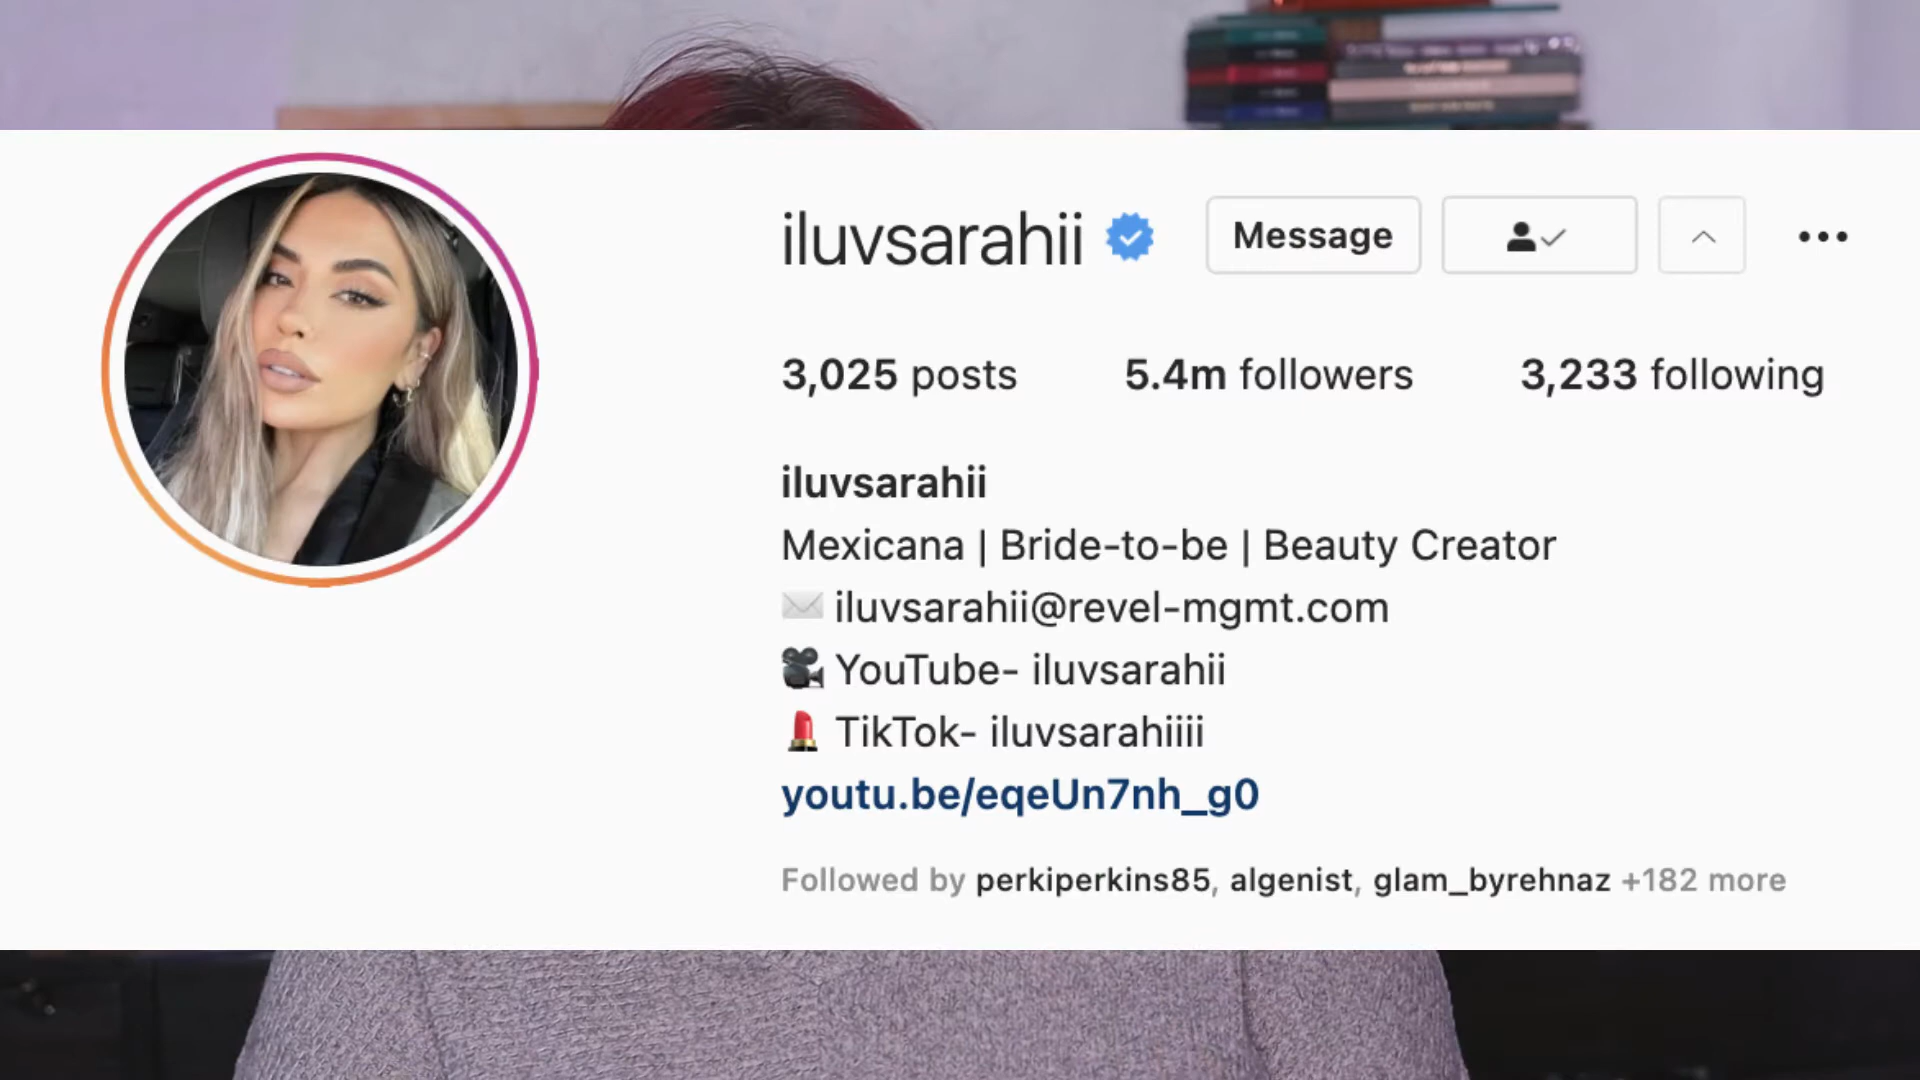 iluvsarahii Message
3,025 posts 5.4m followers 3,233 following
iluvsarahii
Mexicana | Bride-to-be | Beauty Creator
iluvsarahii@revel-mgmt.com
YouTube- iluvsarahii
TikTok- iluvsarahiiii
youtu.be/eqeUn7nh_g0
Followed by perkiperkins85, algenist, glam_byrehnaz +182 more